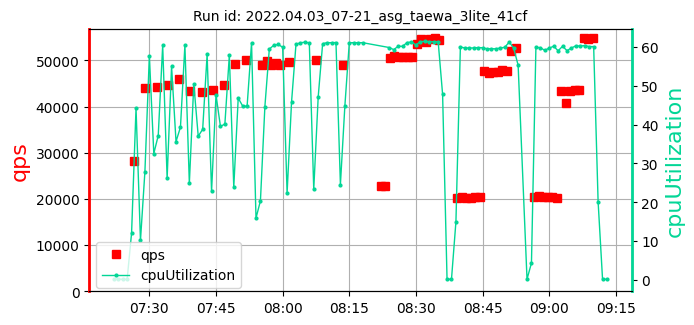 Run id: 2022.04.03_07-21_asg_taewa_3lite_41cf
qps
50000
40000
30000
20000
10000
0
60
50
40
30
20
10
0
cpuUtilization
qps
cpuUtilization
07:30 07:45 08:00 08:15 08:30 08:45 09:00 09:15